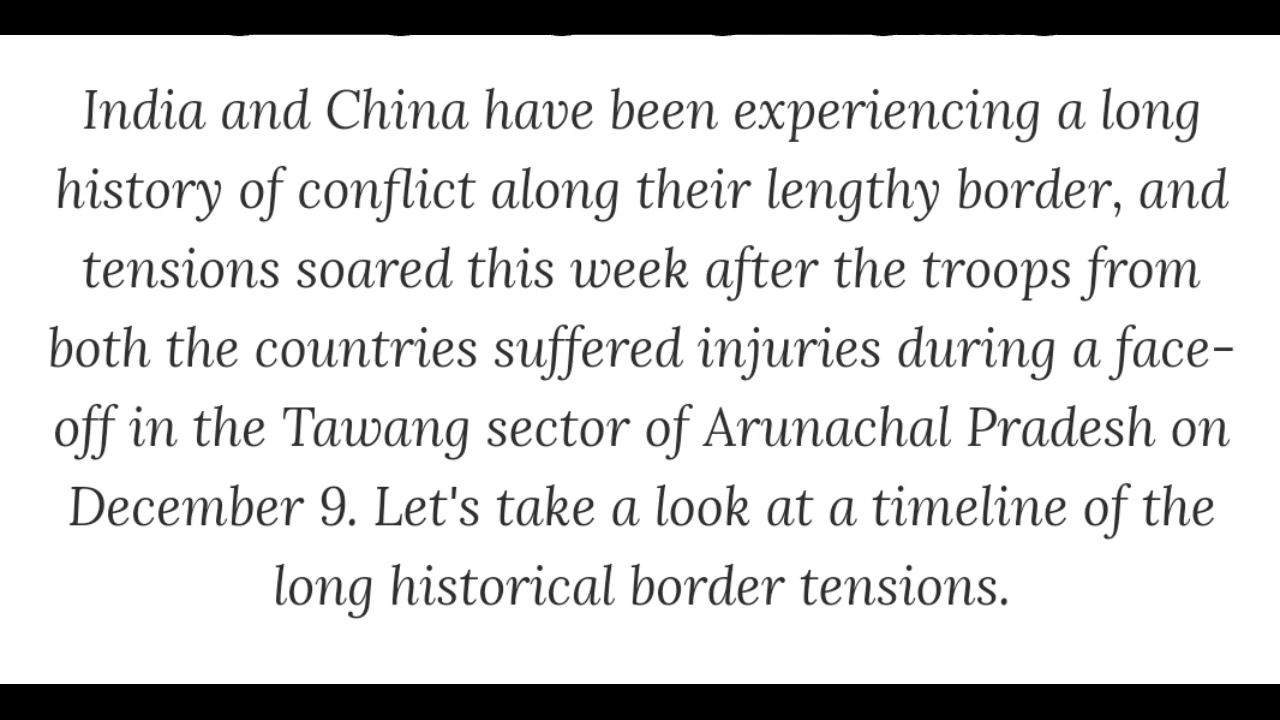 India and China have been experiencing a long
history of conflict along their lengthy border, and
tensions soared this week after the troops from
both the countries suffered injuries during a face-
off in the Tawang sector of Arunachal Pradesh on
December 9. Let's take a look at a timeline of the
long historical border tensions.